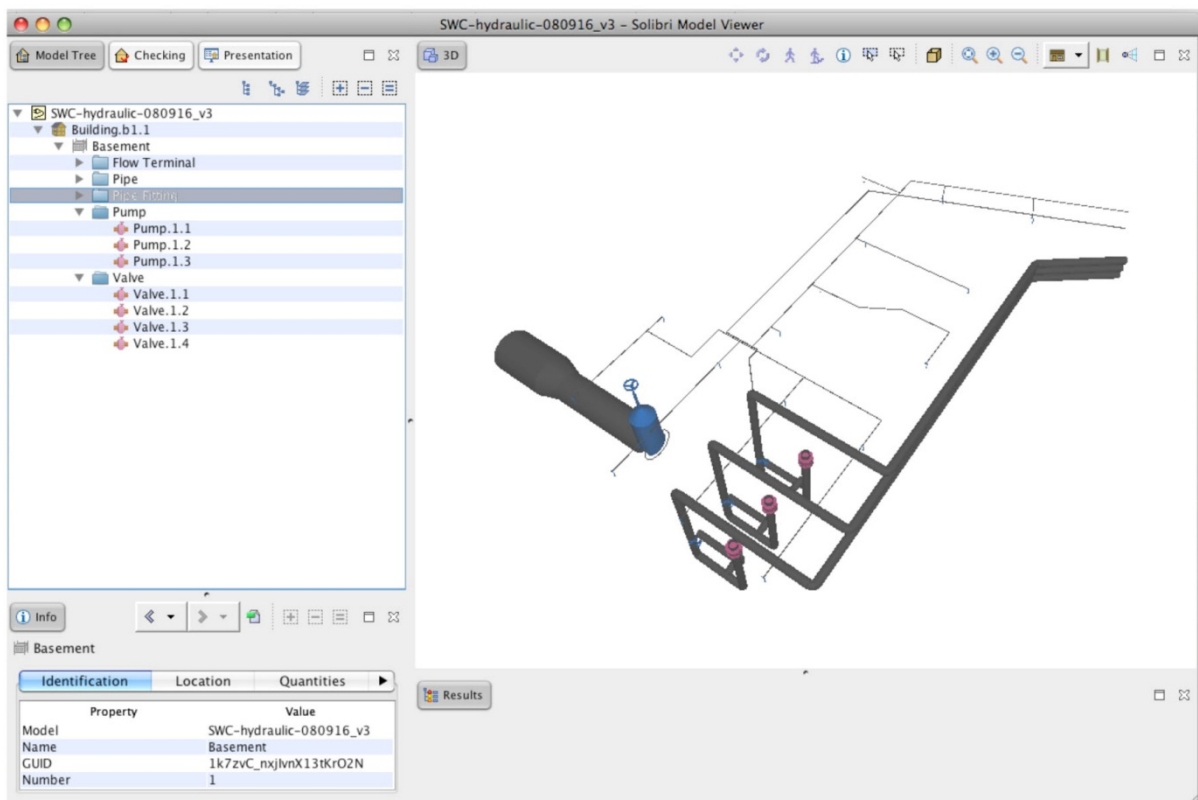 SWC-hydraulic-080916_v3 – Solibri Model Viewer
Model Tree Checking Presentation
3D
SWC-hydraulic-080916_v3
Building.b1.1
Basement
Flow Terminal
Pipe
Pipe Fitting
Pump
Pump.1.1
Pump.1.2
Pump.1.3
Valve
Valve.1.1
Valve.1.2
Valve.1.3
Valve.1.4
Info
Basement
Identification Location Quantities
Property Value
Model SWC-hydraulic-080916_v3
Name Basement
GUID 1k7zvC_nxjIvnX13tKrO2N
Number 1
Results